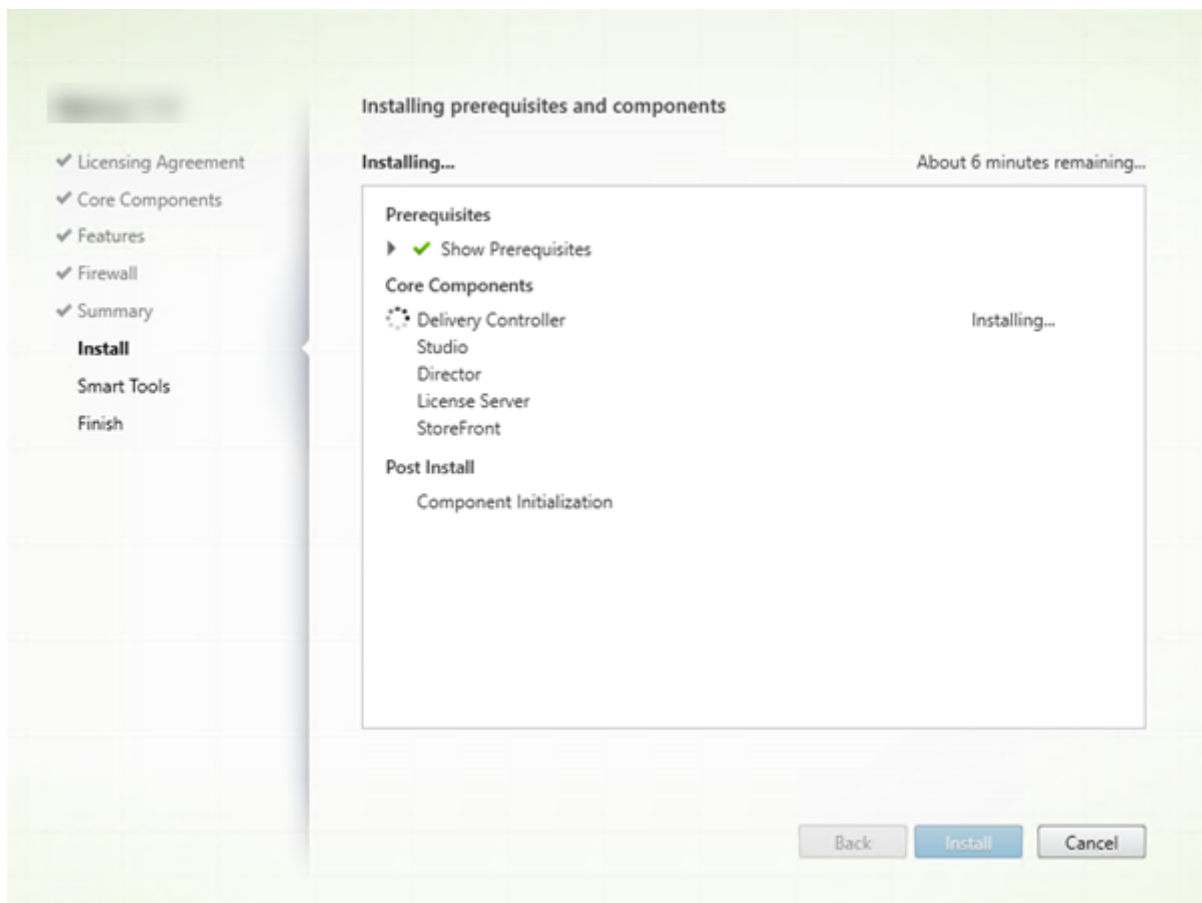 Installing prerequisites and components
Licensing Agreement
Core Components
Features
Firewall
Summary
Install
Smart Tools
Finish
Installing... About 6 minutes remaining...
Prerequisites
Show Prerequisites
Core Components
Delivery Controller Installing...
Studio
Director
License Server
StoreFront
Post Install
Component Initialization
Back Install Cancel